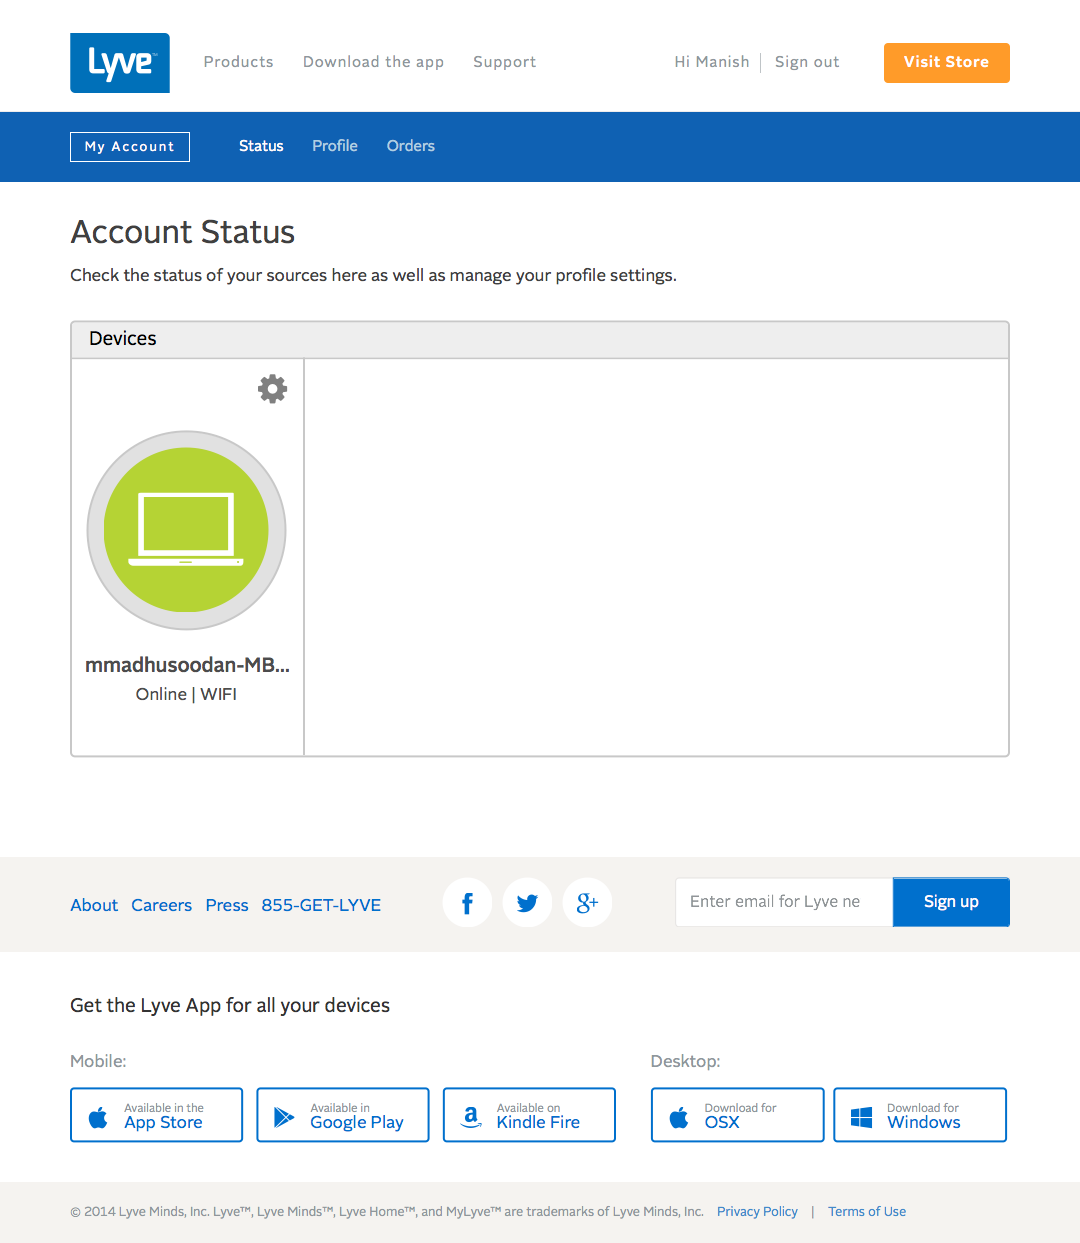 Lyve™
Products Download the app Support
Hi Manish Sign out
Visit Store
My Account
Status Profile Orders
Account Status
Check the status of your sources here as well as manage your profile settings.
Devices
mmadhusoodan-MB...
Online | WIFI
About Careers Press 855-GET-LYVE
f
g+
Enter email for Lyve ne
Sign up
Get the Lyve App for all your devices
Mobile:
Available in the
App Store
Available in
Google Play
a
Available on
Kindle Fire
Desktop:
Download for
OSX
Download for
Windows
© 2014 Lyve Minds, Inc. Lyve™, Lyve Minds™, Lyve Home™, and MyLyve™ are trademarks of Lyve Minds, Inc. Privacy Policy | Terms of Use